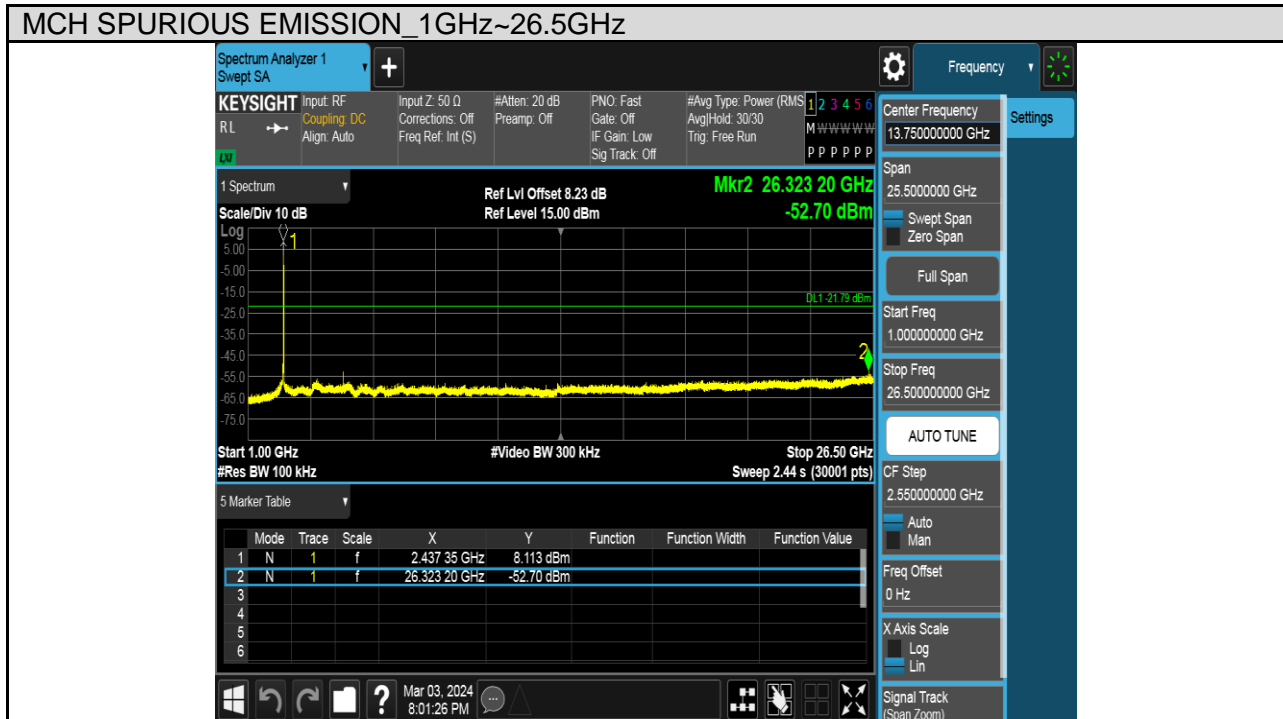 MCH SPURIOUS EMISSION_1GHz~26.5GHz
Spectrum Analyzer 1
Swept SA
Frequency
KEYSIGHT
RL
LXI
Input: RF
Coupling: DC
Align: Auto
Input Z: 50 Ω
Corrections: Off
Freq Ref: Int (S)
#Atten: 20 dB
Preamp: Off
PNO: Fast
Gate: Off
IF Gain: Low
Sig Track: Off
#Avg Type: Power (RMS
Avg|Hold: 30/30
Trig: Free Run
1 2 3 4 5 6
M W W W W W
P P P P P P
1 Spectrum
Scale/Div 10 dB
Log
Ref Lvl Offset 8.23 dB
Ref Level 15.00 dBm
Mkr2 26.323 20 GHz
-52.70 dBm
1
5.00
-5.00
-15.0
DL1 -21.79 dBm
-25.0
-35.0
-45.0
2
-55.0
-65.0
-75.0
Start 1.00 GHz
#Video BW 300 kHz
Stop 26.50 GHz
#Res BW 100 kHz
Sweep 2.44 s (30001 pts)
5 Marker Table
Mode Trace Scale X Y Function Function Width Function Value
1 N 1 f 2.437 35 GHz 8.113 dBm
2 N 1 f 26.323 20 GHz -52.70 dBm
3
4
5
6
Mar 03, 2024
8:01:26 PM
Center Frequency
13.750000000 GHz
Span
25.5000000 GHz
Swept Span
Zero Span
Full Span
Start Freq
1.000000000 GHz
Stop Freq
26.500000000 GHz
AUTO TUNE
CF Step
2.550000000 GHz
Auto
Man
Freq Offset
0 Hz
X Axis Scale
Log
Lin
Signal Track
(Span Zoom)
Settings